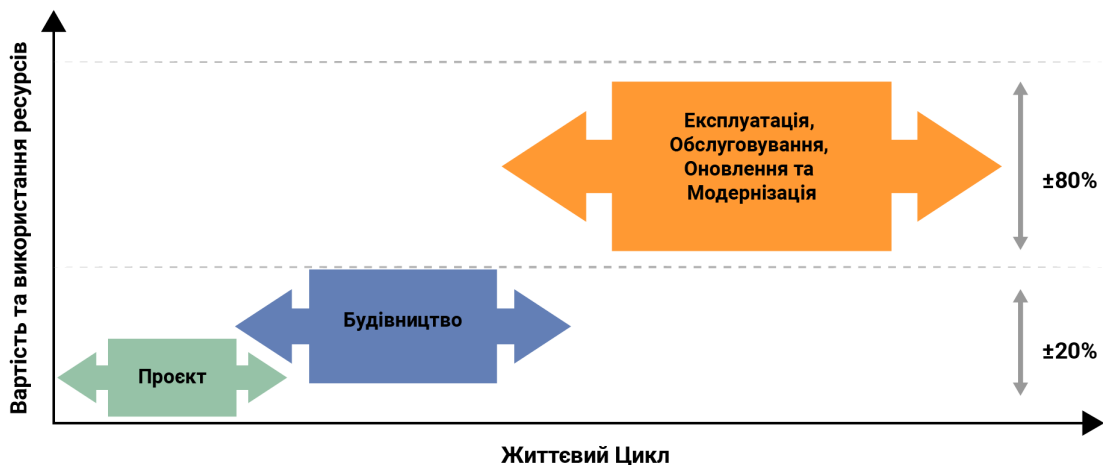 Вартість та використання ресурсів
Експлуатація,
Обслуговування,
Оновлення та
Модернізація
±80%
Будівництво
±20%
Проєкт
Життєвий Цикл